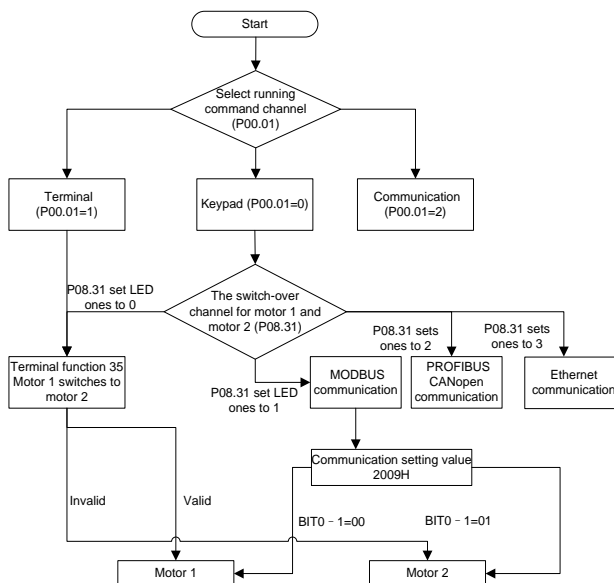 Start
Select running
command channel
(P00.01)
Terminal
(P00.01=1)
Keypad (P00.01=0)
Communication
(P00.01=2)
P08.31 set LED
ones to 0
The switch-over
channel for motor 1 and
motor 2 (P08.31)
P08.31 sets
ones to 2
P08.31 sets
ones to 3
Terminal function 35
Motor 1 switches to
motor 2
P08.31 set LED
ones to 1
MODBUS
communication
PROFIBUS
CANopen
communication
Ethernet
communication
Communication setting value
2009H
Invalid
Valid
BIT0﹣1=00
BIT0﹣1=01
Motor 1
Motor 2